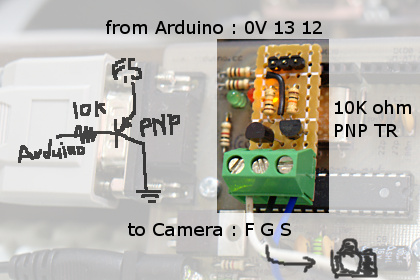 from Arduino : 0V 13 12
F,S
10K
PNP
Arduino
10K ohm
PNP TR
to Camera : F G S